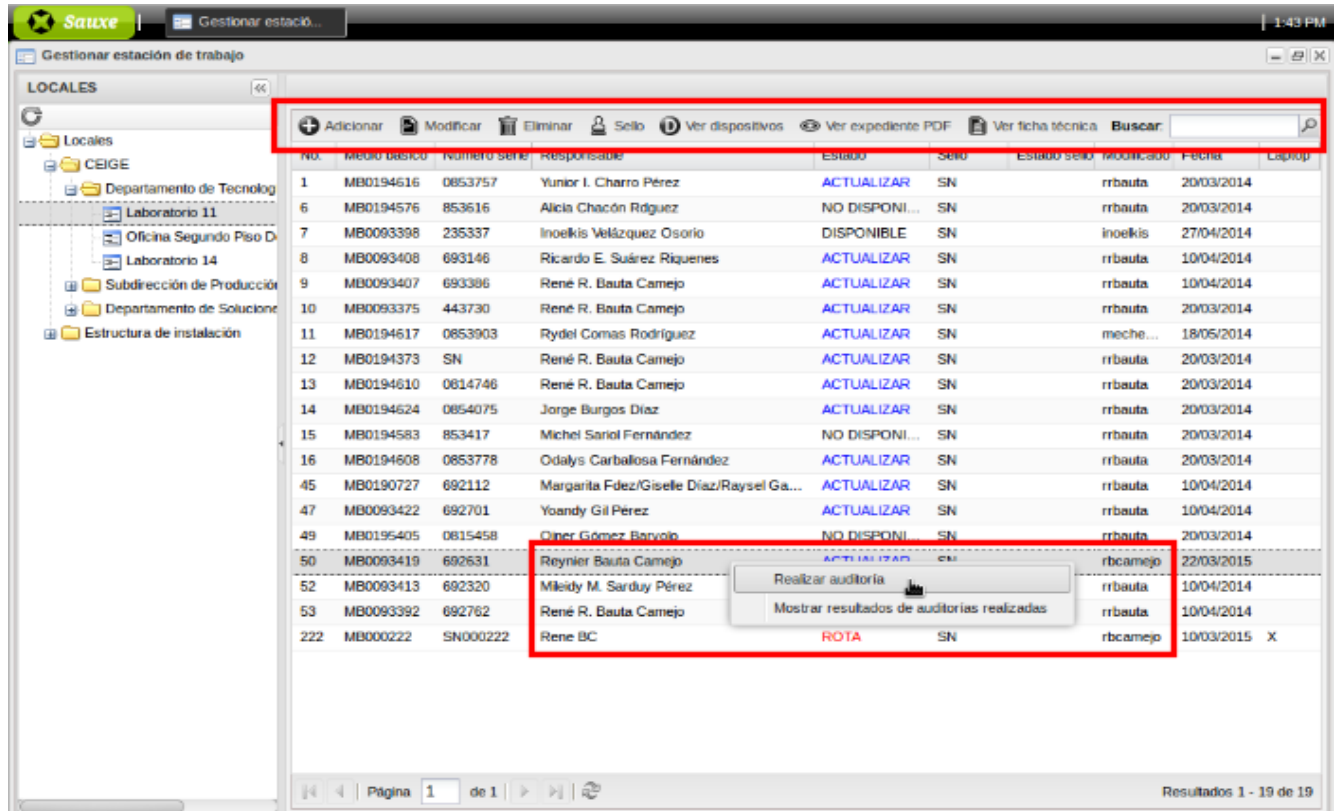 Sauxe | Gestionar estació... | 1:43 PM
Gestionar estación de trabajo
LOCALES
Adicionar Modificar Eliminar Sello Ver dispositivos Ver expediente PDF Ver ficha técnica Buscar:
Locales
CEIGE
Departamento de Tecnolog
Laboratorio 11
Oficina Segundo Piso D
Laboratorio 14
Subdirección de Producció
Departamento de Solucione
Estructura de instalación
No. Medio básico Número serie Responsable Estado Sello Estado sello Modificado Fecha Laptop
1 MB0194616 0853757 Yunior I. Charro Pérez ACTUALIZAR SN rrbauta 20/03/2014
6 MB0194576 853616 Alicia Chacón Rdguez NO DISPONI... SN rrbauta 20/03/2014
7 MB0093398 235337 Inoelkis Velázquez Osorio DISPONIBLE SN inoelkis 27/04/2014
8 MB0093408 693146 Ricardo E. Suárez Riquenes ACTUALIZAR SN rrbauta 10/04/2014
9 MB0093407 693386 René R. Bauta Camejo ACTUALIZAR SN rrbauta 10/04/2014
10 MB0093375 443730 René R. Bauta Camejo ACTUALIZAR SN rrbauta 10/04/2014
11 MB0194617 0853903 Rydel Comas Rodríguez ACTUALIZAR SN meche... 18/05/2014
12 MB0194373 SN René R. Bauta Camejo ACTUALIZAR SN rrbauta 20/03/2014
13 MB0194610 0814746 René R. Bauta Camejo ACTUALIZAR SN rrbauta 20/03/2014
14 MB0194624 0854075 Jorge Burgos Díaz ACTUALIZAR SN rrbauta 20/03/2014
15 MB0194583 853417 Michel Sariol Fernández NO DISPONI... SN rrbauta 20/03/2014
16 MB0194608 0853778 Odalys Carballosa Fernández ACTUALIZAR SN rrbauta 20/03/2014
45 MB0190727 692112 Margarita Fdez/Giselle Díaz/Raysel Ga... ACTUALIZAR SN rrbauta 10/04/2014
47 MB0093422 692701 Yoandy Gil Pérez ACTUALIZAR SN rrbauta 10/04/2014
49 MB0195405 0815458 Oiner Gómez Baryolo NO DISPONI... SN rrbauta 20/03/2014
50 MB0093419 692631 Reynier Bauta Camejo ACTUALIZAR SN rbcamejo 22/03/2015
Realizar auditoría
52 MB0093413 692320 Mileidy M. Sarduy Pérez rrbauta 10/04/2014
Mostrar resultados de auditorías realizadas
53 MB0093392 692762 René R. Bauta Camejo rrbauta 10/04/2014
222 MB000222 SN000222 Rene BC ROTA SN rbcamejo 10/03/2015 X
Página 1 de 1 Resultados 1 - 19 de 19